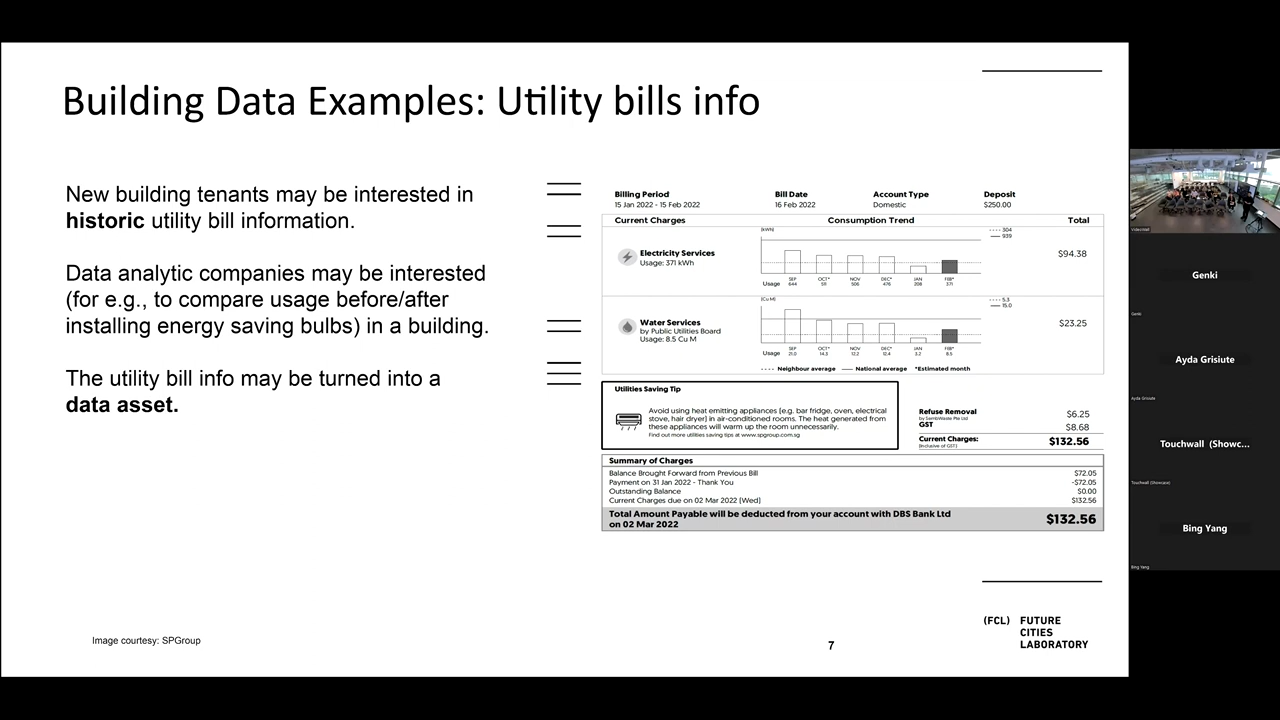 Building Data Examples: Utility bills info
New building tenants may be interested in
historic utility bill information.
Data analytic companies may be interested
(for e.g., to compare usage before/after
installing energy saving bulbs) in a building.
The utility bill info may be turned into a
data asset.
Billing Period Bill Date Account Type Deposit
15 Jan 2022 - 15 Feb 2022 16 Feb 2022 Domestic $250.00
Current Charges Consumption Trend Total
(kWh)
304
939
Electricity Services
Usage: 371 kWh
$94.38
SEP OCT* NOV DEC* JAN FEB*
Usage 644 511 506 476 208 371
(Cu M)
5.3
15.0
Water Services
by Public Utilities Board
Usage: 8.5 Cu M
$23.25
SEP OCT* NOV DEC* JAN FEB*
Usage 21.0 14.3 12.2 12.4 3.2 8.5
Neighbour average National average *Estimated month
Utilities Saving Tip
Avoid using heat emitting appliances [e.g. bar fridge, oven, electrical
stove, hair dryer] in air-conditioned rooms. The heat generated from
these appliances will warm up the room unnecessarily.
Find out more utilities saving tips at www.spgroup.com.sg
Refuse Removal $6.25
by SembWaste Pte Ltd
GST $8.68
Current Charges: $132.56
(Inclusive of GST)
Summary of Charges
Balance Brought Forward from Previous Bill $72.05
Payment on 31 Jan 2022 - Thank You -$72.05
Outstanding Balance $0.00
Current Charges due on 02 Mar 2022 (Wed) $132.56
Total Amount Payable will be deducted from your account with DBS Bank Ltd
on 02 Mar 2022 $132.56
Image courtesy: SPGroup
7
(FCL) FUTURE
CITIES
LABORATORY
Genki
Genki
Ayda Grisiute
Ayda Grisiute
Touchwall (Showc...
Touchwall (Showcase)
Bing Yang
Bing Yang